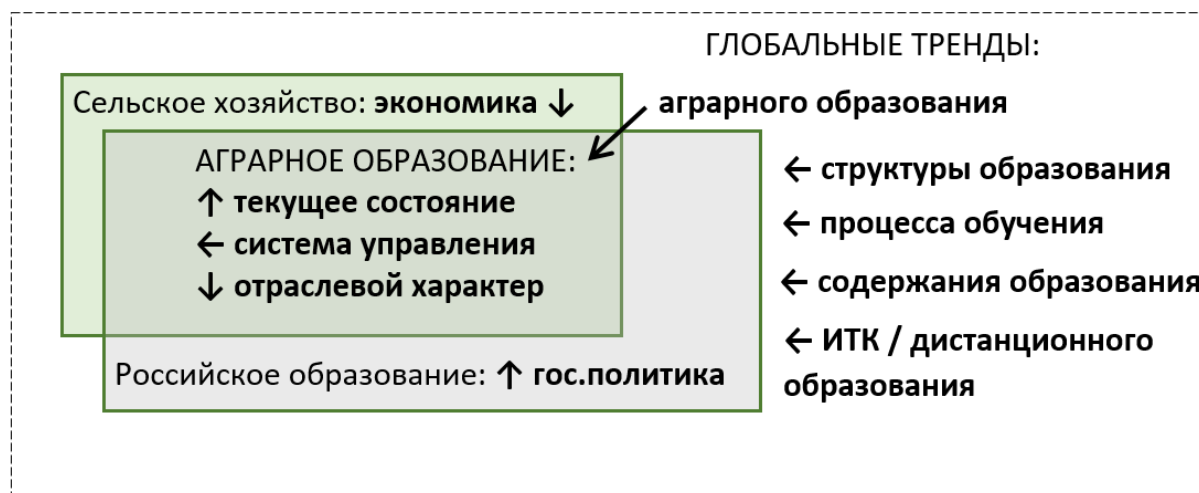 ГЛОБАЛЬНЫЕ ТРЕНДЫ:
Сельское хозяйство: экономика ↓
аграрного образования
АГРАРНОЕ ОБРАЗОВАНИЕ:
↑ текущее состояние
← система управления
↓ отраслевой характер
← структуры образования
← процесса обучения
← содержания образования
← ИТК / дистанционного
образования
Российское образование: ↑ гос.политика